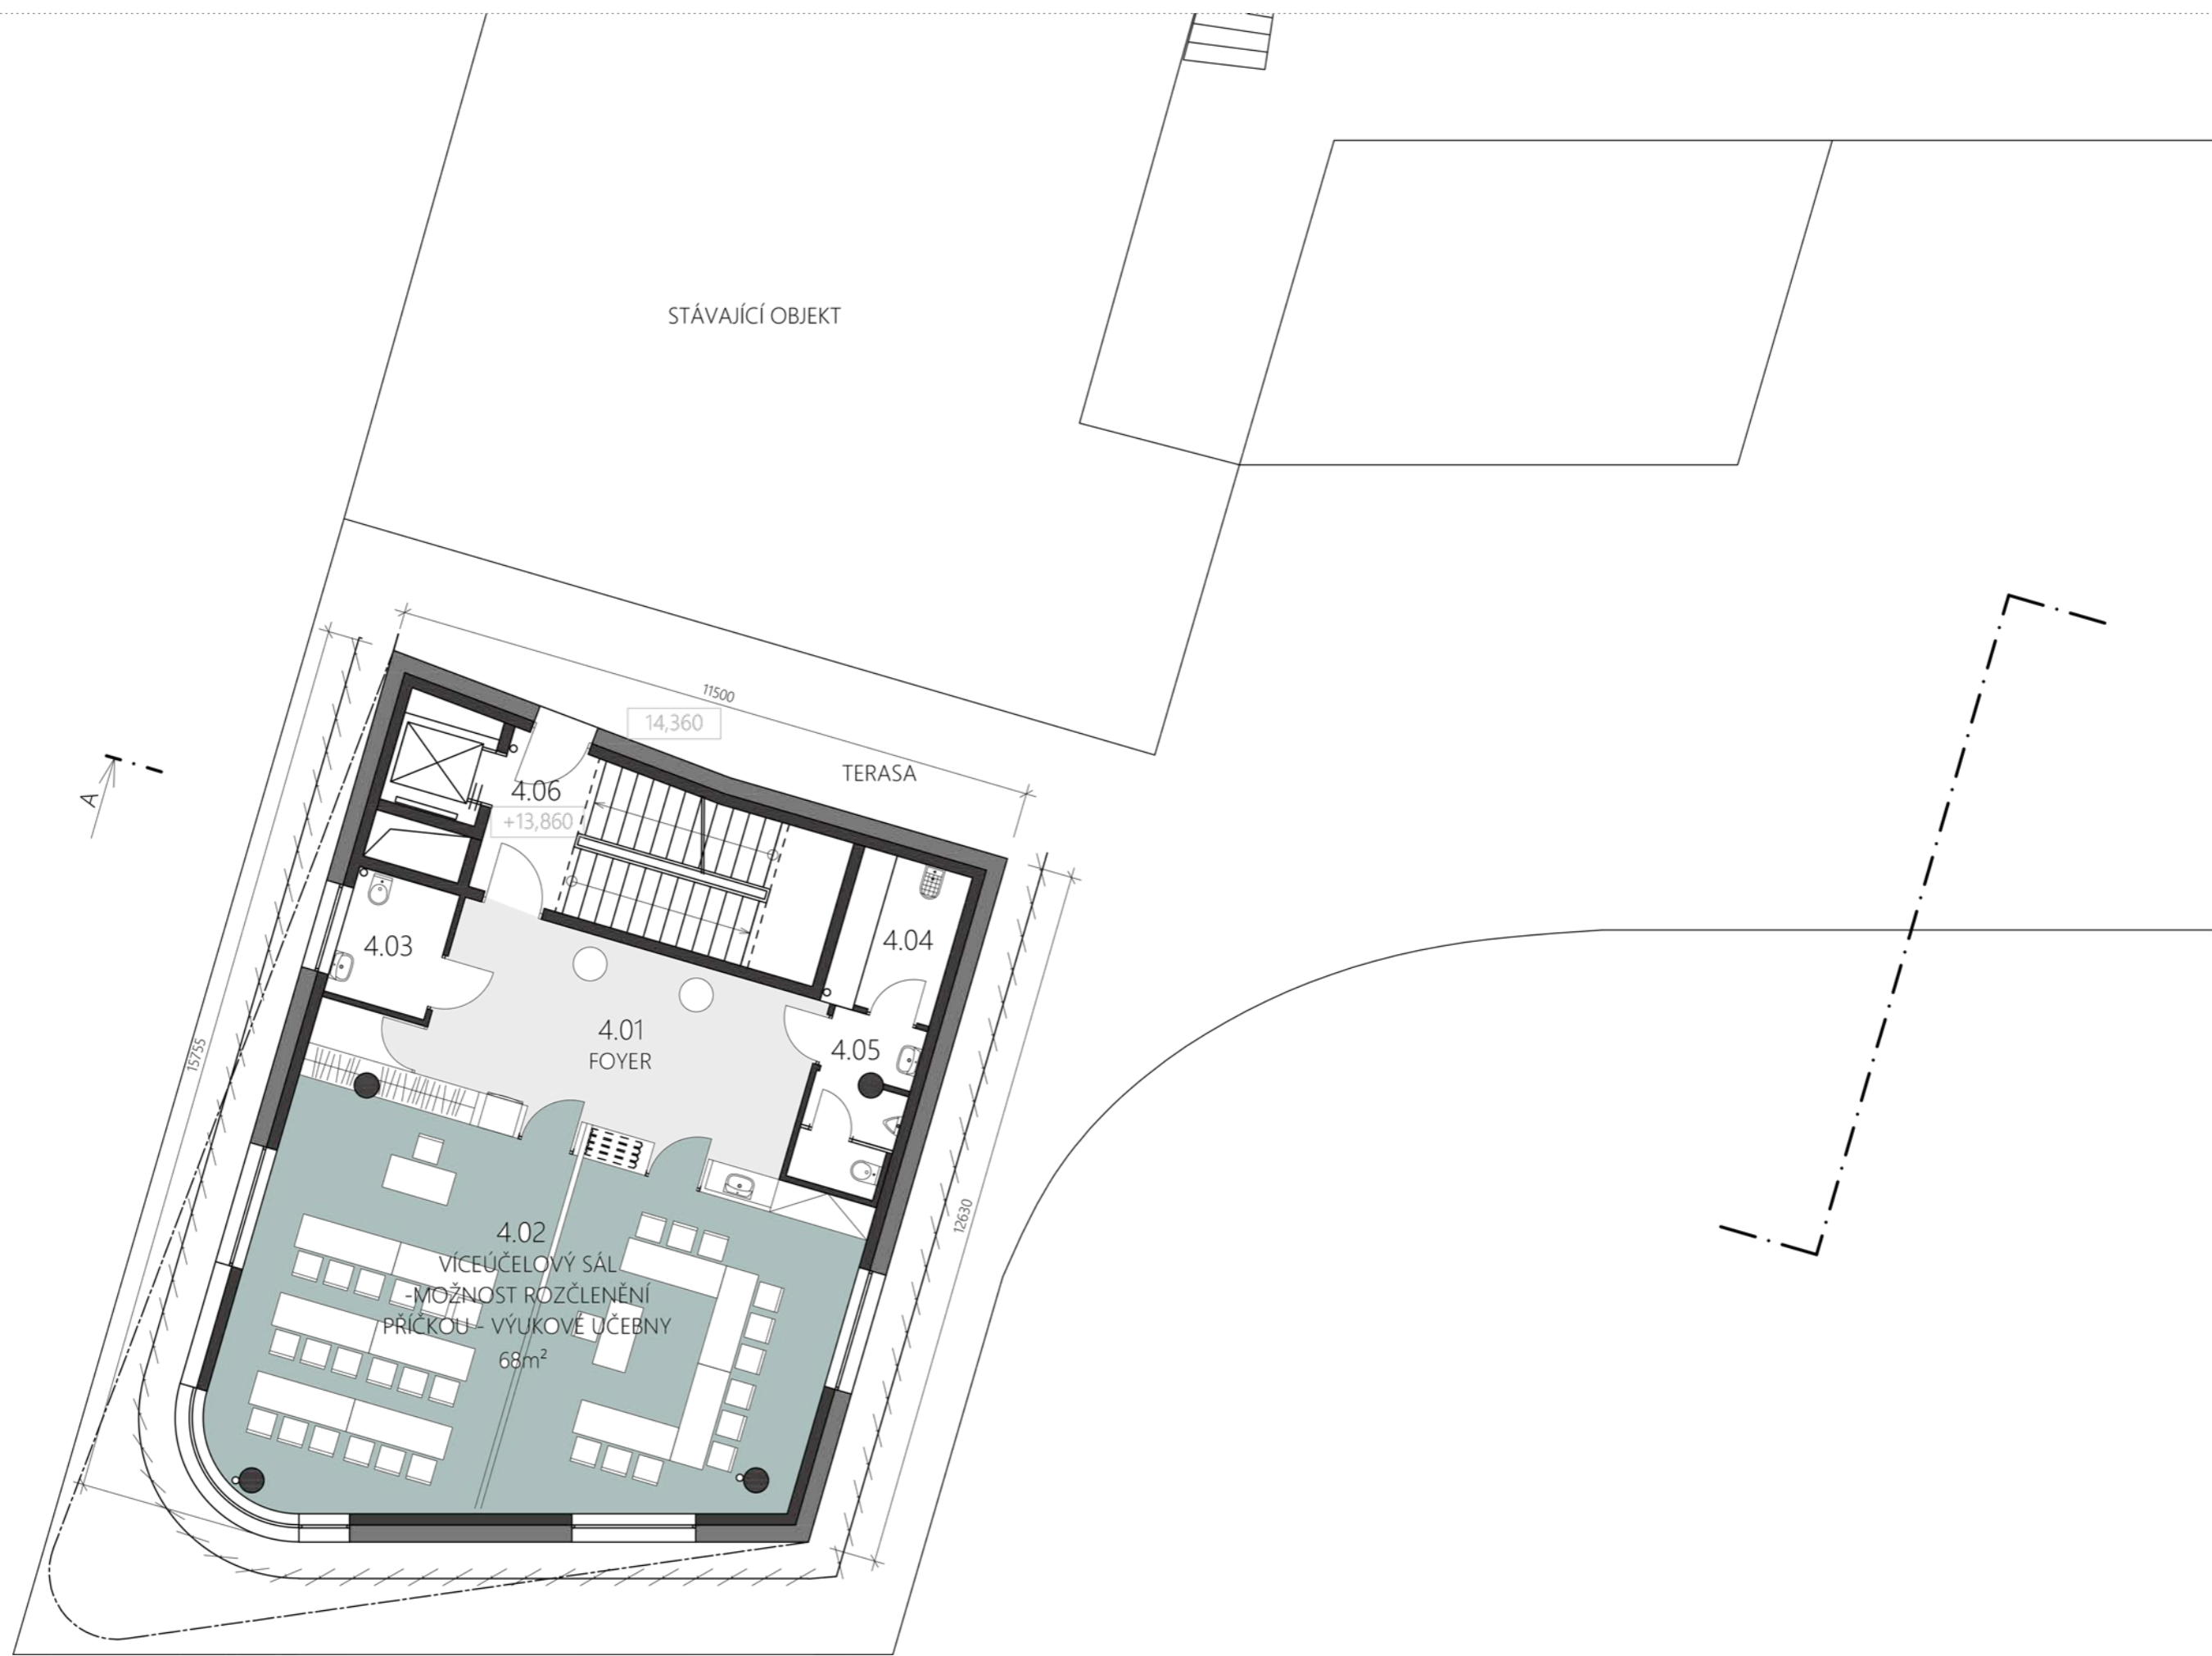 STÁVAJÍCÍ OBJEKT
11500
14,360
TERASA
4.06
+13,860
A
4.03
4.04
4.01
FOYER
4.05
15755
12630
4.02
VÍCEÚČELOVÝ SÁL
-MOŽNOST ROZČLENĚNÍ
PŘÍČKOU - VÝUKOVÉ UČEBNY
68m²